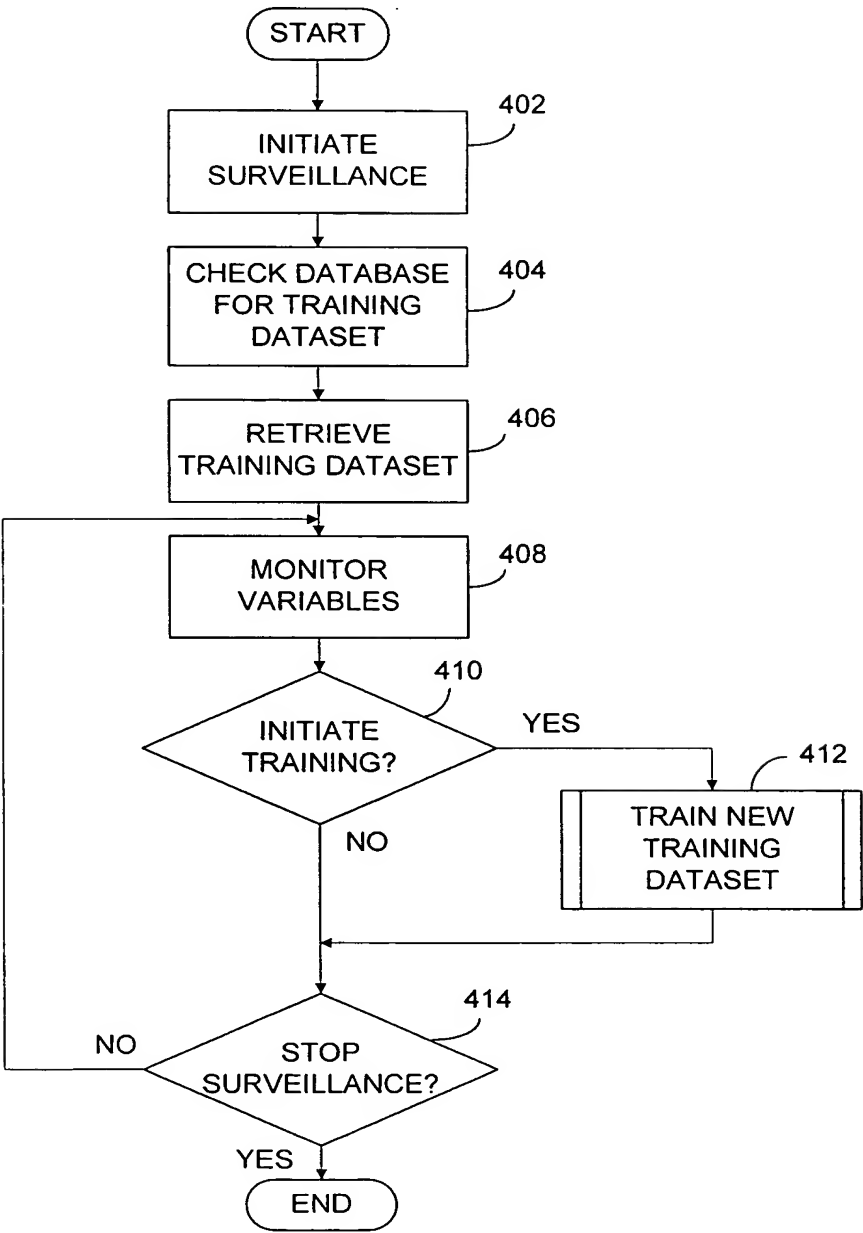 START
402
INITIATE
SURVEILLANCE
CHECK DATABASE
FOR TRAINING
DATASET
404
RETRIEVE
TRAINING DATASET
406
MONITOR
VARIABLES
408
410
INITIATE
TRAINING?
YES
412
TRAIN NEW
TRAINING
DATASET
NO
414
NO
STOP
SURVEILLANCE?
YES
END